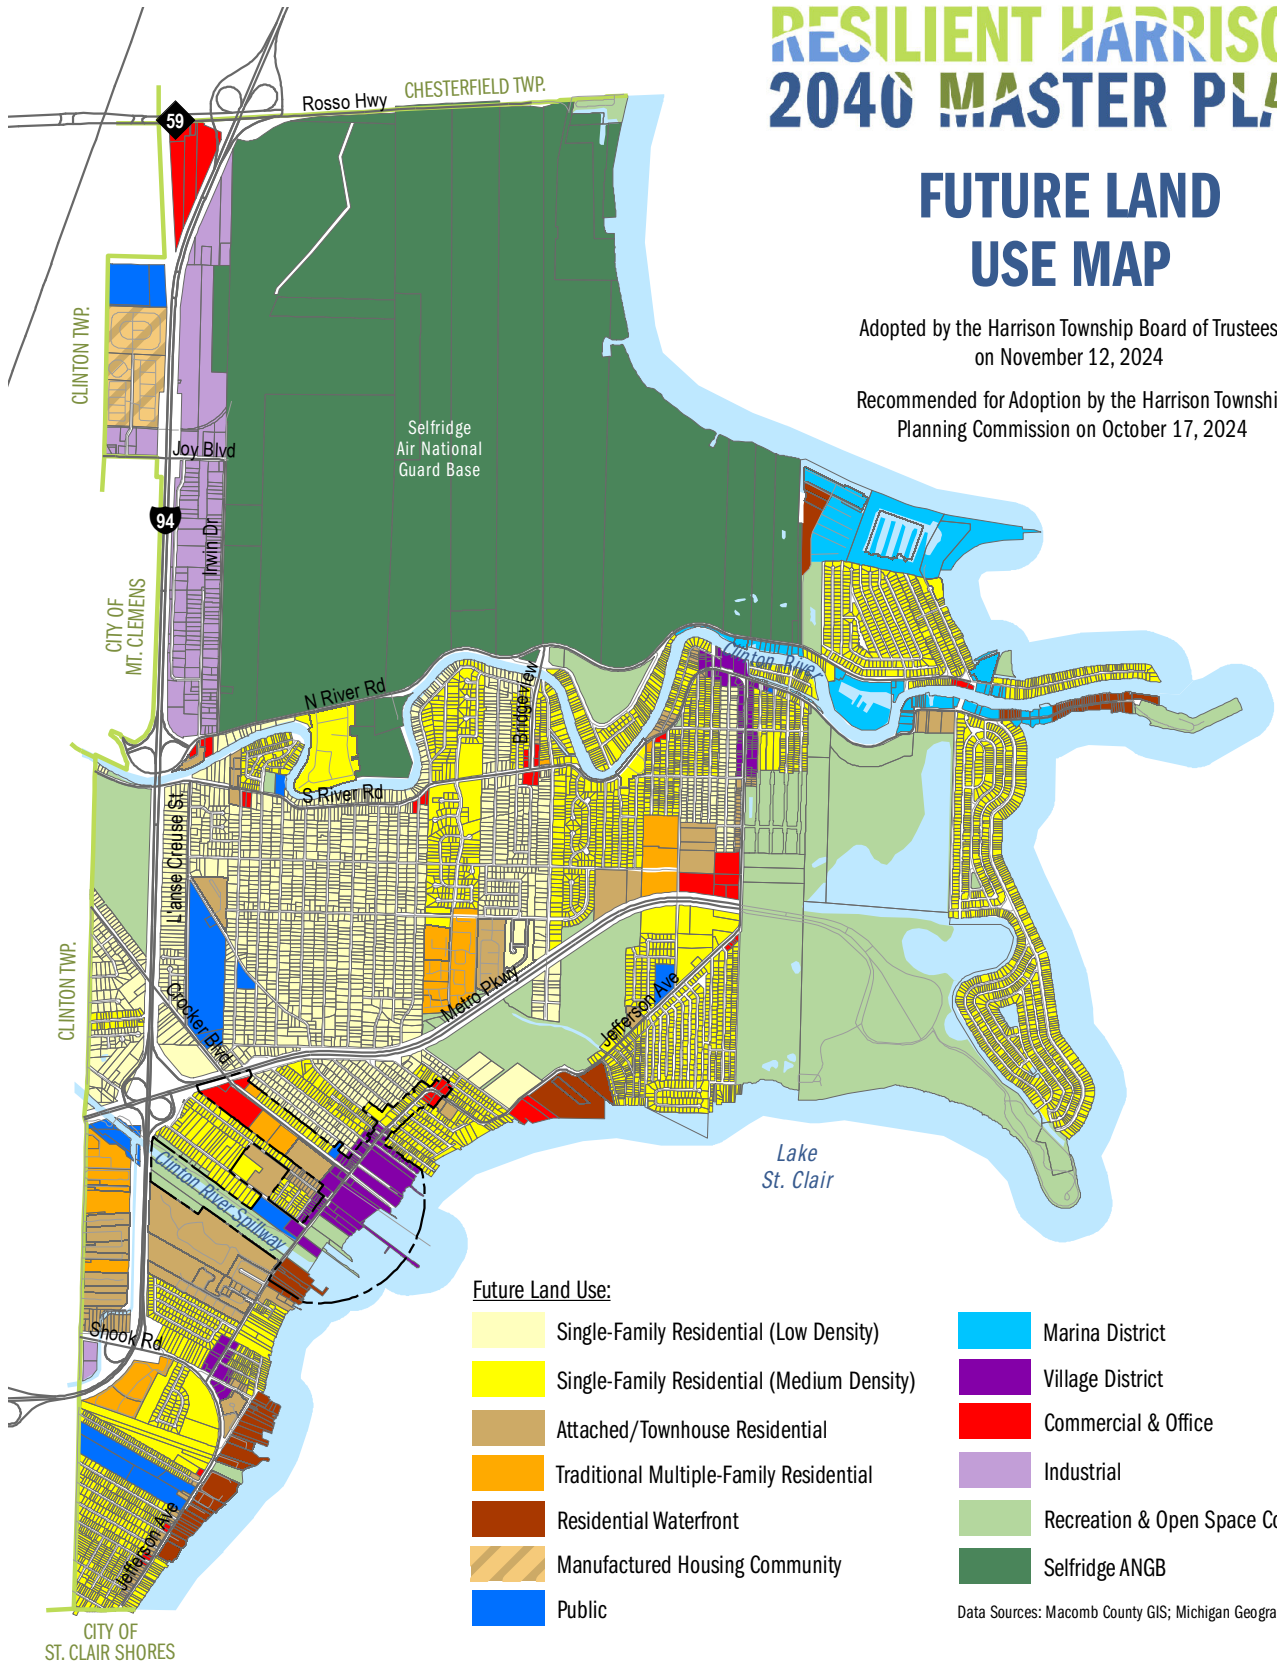 RESILIENT HARRISO
2040 MASTER PLA
FUTURE LAND
USE MAP
Adopted by the Harrison Township Board of Trustees
on November 12, 2024
Recommended for Adoption by the Harrison Townshi
Planning Commission on October 17, 2024
CHESTERFIELD TWP.
Rosso Hwy
59
CLINTON TWP.
Selfridge
Air National
Guard Base
Joy Blvd
94
Irwin Dr
CITY OF
MT. CLEMENS
Clinton River
N River Rd
Bridgeview
S River Rd
L'anse Creuse St
CLINTON TWP.
Crocker Blvd
Metro Pkwy
Jefferson Ave
Clinton River Spillway
Lake
St. Clair
Shook Rd
Jefferson Ave
CITY OF
ST. CLAIR SHORES
Future Land Use:
Single-Family Residential (Low Density)
Single-Family Residential (Medium Density)
Attached/Townhouse Residential
Traditional Multiple-Family Residential
Residential Waterfront
Manufactured Housing Community
Public
Marina District
Village District
Commercial & Office
Industrial
Recreation & Open Space Co
Selfridge ANGB
Data Sources: Macomb County GIS; Michigan Geogra